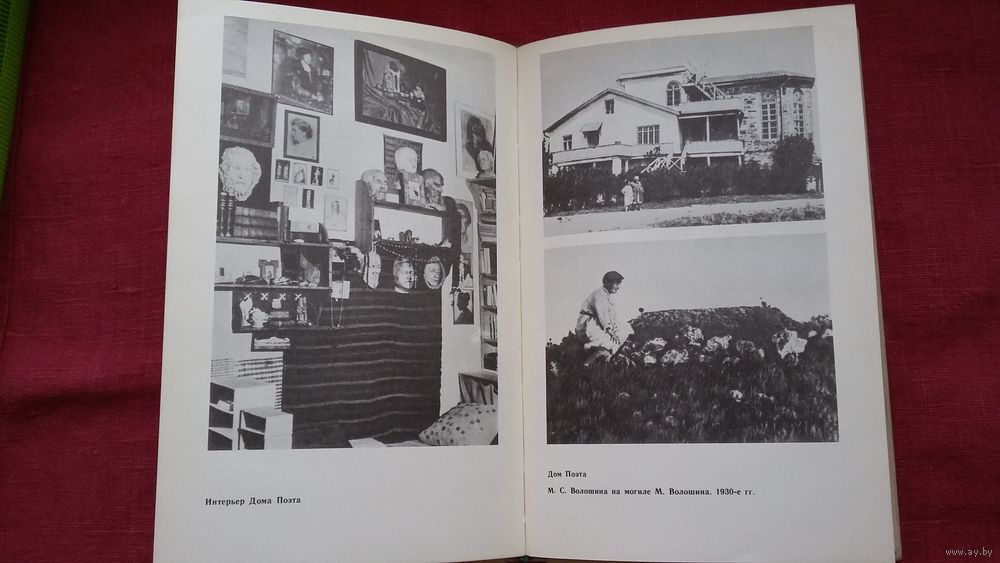 Интерьер Дома Поэта
Дом Поэта
М. С. Волошина на могиле М. Волошина. 1930-е гг.
www.ay.by